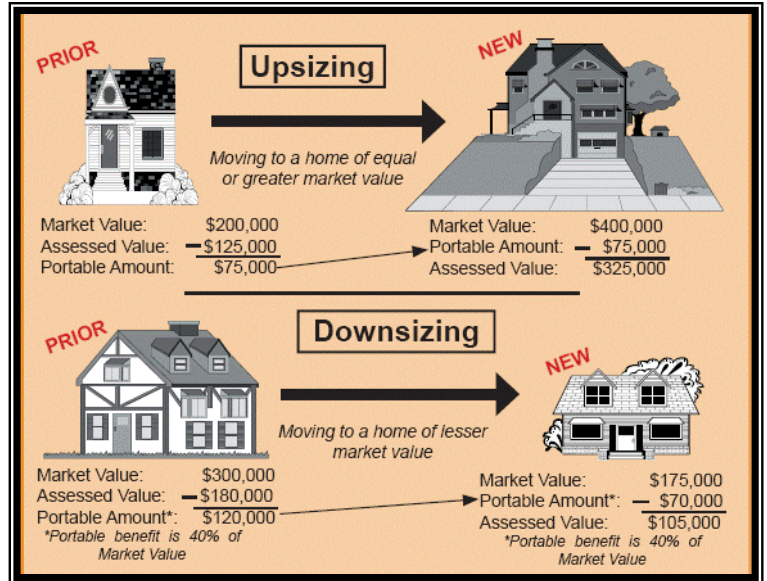 PRIOR
Upsizing
NEW
Moving to a home of equal
or greater market value
Market Value: $200,000
Assessed Value: – $125,000
Portable Amount: $75,000
Market Value: $400,000
Portable Amount: – $75,000
Assessed Value: $325,000
PRIOR
Downsizing
NEW
Moving to a home of lesser
market value
Market Value: $300,000
Assessed Value: – $180,000
Portable Amount*: $120,000
*Portable benefit is 40% of
Market Value
Market Value: $175,000
Portable Amount*: – $70,000
Assessed Value: $105,000
*Portable benefit is 40% of
Market Value